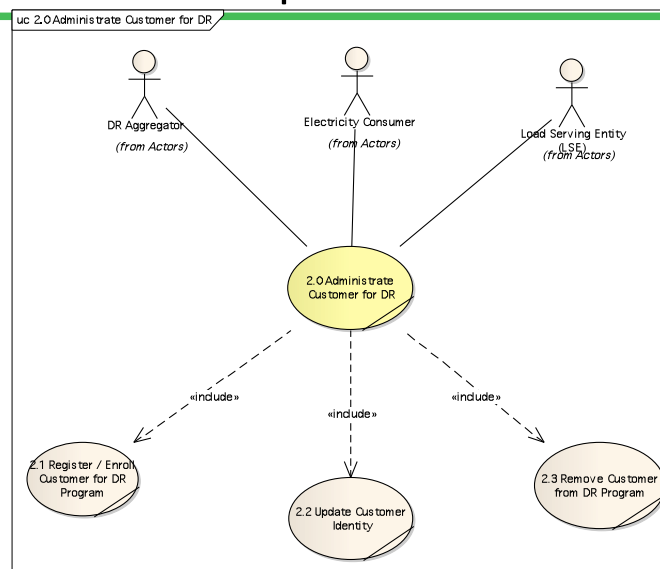 uc 2.0 Administrate Customer for DR
DR Aggregator
(from Actors)
Electricity Consumer
(from Actors)
Load Serving Entity
(LSE)
(from Actors)
2.0 Administrate
Customer for DR
«include»
«include»
«include»
2.1 Register / Enroll
Customer for DR
Program
2.2 Update Customer
Identity
2.3 Remove Customer
from DR Program